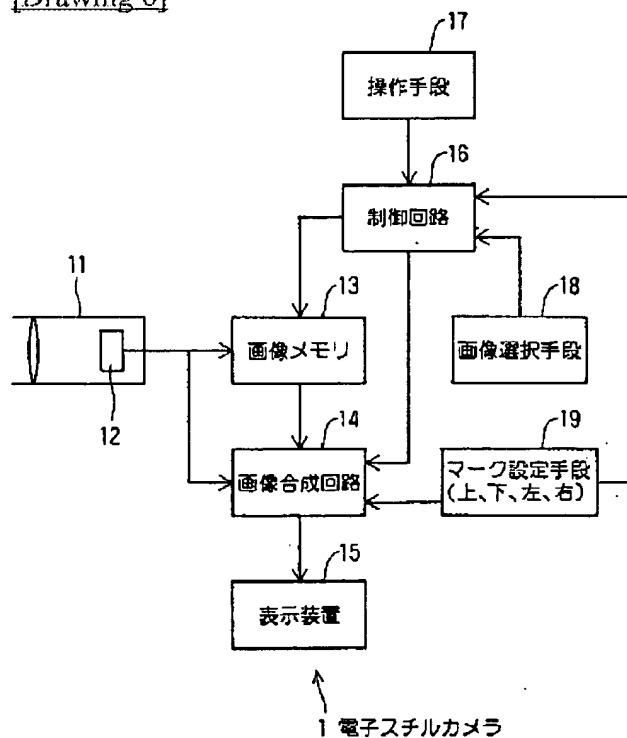 [Drawing 6]
17
操作手段
16
制御回路
11
13
18
画像メモリ
画像選択手段
12
14
19
画像合成回路
マーク設定手段
(上、下、左、右)
15
表示装置
1 電子スチルカメラ